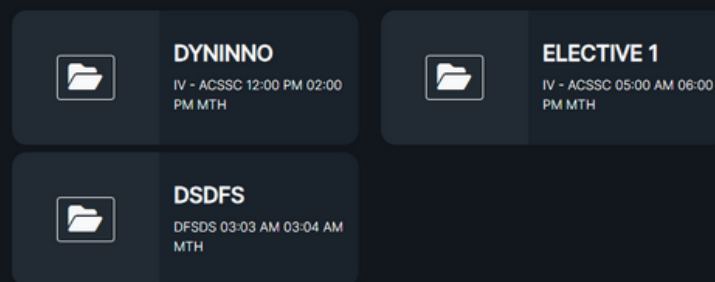 DYNINNO
IV - ACSSC 12:00 PM 02:00
PM MTH
ELECTIVE 1
IV - ACSSC 05:00 AM 06:00
PM MTH
DSDFS
DFSDS 03:03 AM 03:04 AM
MTH